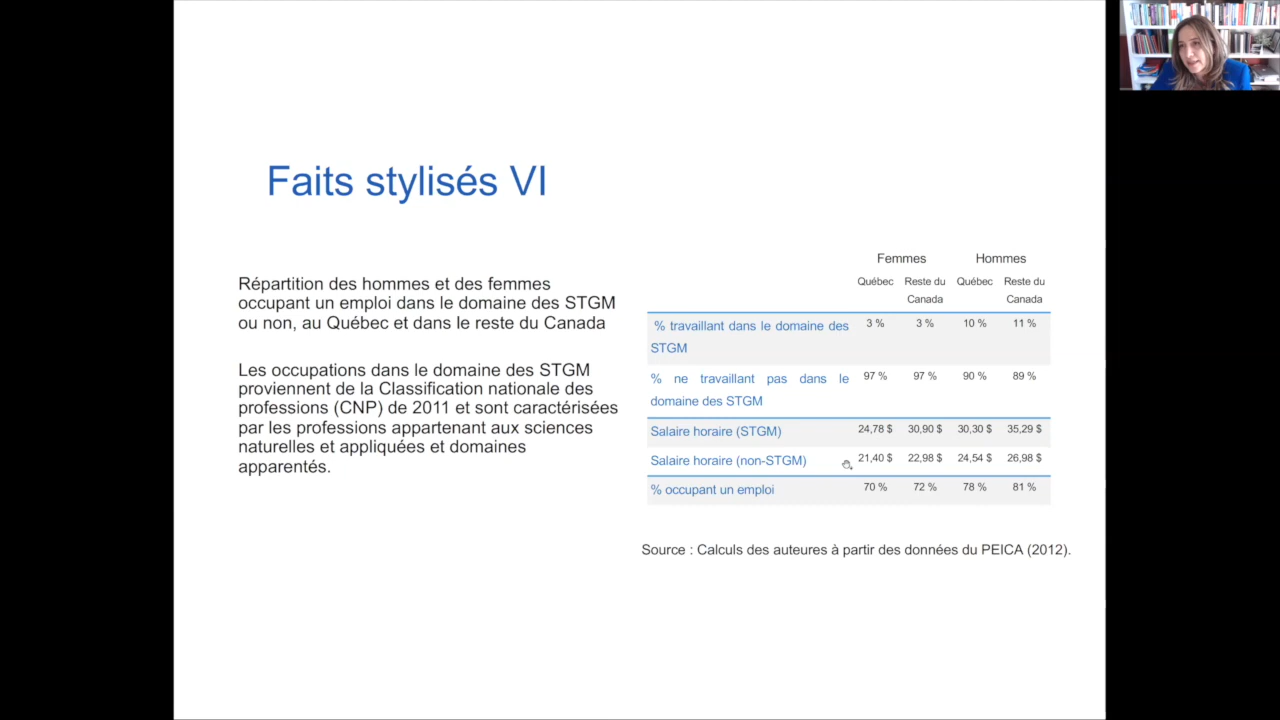 Faits stylisés VI
Répartition des hommes et des femmes
occupant un emploi dans le domaine des STGM
ou non, au Québec et dans le reste du Canada
Les occupations dans le domaine des STGM
proviennent de la Classification nationale des
professions (CNP) de 2011 et sont caractérisées
par les professions appartenant aux sciences
naturelles et appliquées et domaines
apparentés.
Femmes Hommes
Québec Reste du Québec Reste du
Canada Canada
% travaillant dans le domaine des 3 % 3 % 10 % 11 %
STGM
% ne travaillant pas dans le 97 % 97 % 90 % 89 %
domaine des STGM
Salaire horaire (STGM) 24,78 $ 30,90 $ 30,30 $ 35,29 $
Salaire horaire (non-STGM) 21,40 $ 22,98 $ 24,54 $ 26,98 $
% occupant un emploi 70 % 72 % 78 % 81 %
Source : Calculs des auteures à partir des données du PEICA (2012).